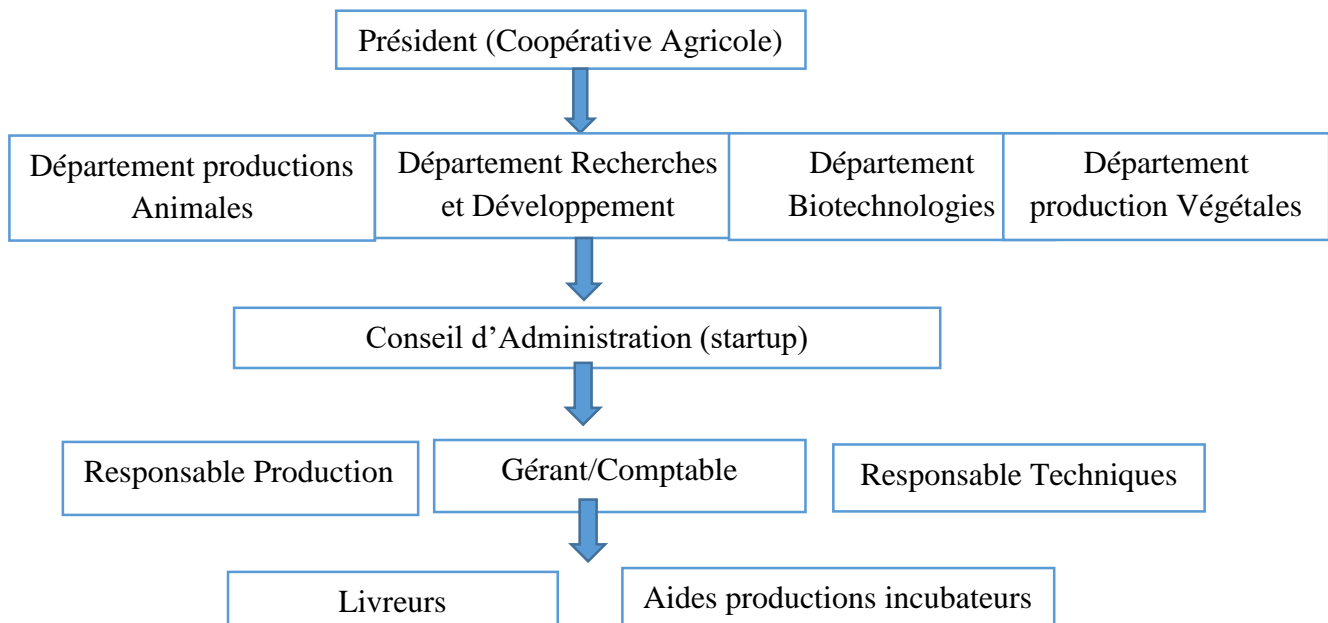 Président (Coopérative Agricole)
Département productions
Animales
Département Recherches
et Développement
Département
Biotechnologies
Département
production Végétales
Conseil d’Administration (startup)
Responsable Production
Gérant/Comptable
Responsable Techniques
Livreurs
Aides productions incubateurs